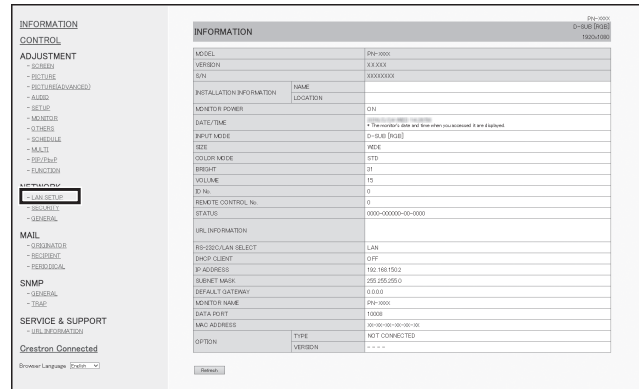 INFORMATION
CONTROL
ADJUSTMENT
- SCREEN
- PICTURE
- PICTURE(ADVANCED)
- AUDIO
- SETUP
- MONITOR
- OTHERS
- SCHEDULE
- MULTI
- PIP/PbyP
- FUNCTION
NETWORK
- LAN SETUP
- SECURITY
- GENERAL
MAIL
- ORIGINATOR
- RECIPIENT
- PERIODICAL
SNMP
- GENERAL
- TRAP
SERVICE & SUPPORT
- URL INFORMATION
Crestron Connected
Browser Language English
PN-XXXX
INFORMATION D-SUB [RGB]
1920x1080
MODEL PN-XXXX
VERSION XX.XXX
S/N XXXXXXXX
INSTALLATION INFORMATION NAME
LOCATION
MONITOR POWER ON
DATE/TIME
* The monitor's date and time when you accessed it are displayed.
INPUT MODE D-SUB [RGB]
SIZE WIDE
COLOR MODE STD
BRIGHT 31
VOLUME 15
ID No. 0
REMOTE CONTROL No. 0
STATUS 0000-000000-00-0000
URL INFORMATION
RS-232C/LAN SELECT LAN
DHCP CLIENT OFF
IP ADDRESS 192.168.150.2
SUBNET MASK 255.255.255.0
DEFAULT GATEWAY 0.0.0.0
MONITOR NAME PN-XXXX
DATA PORT 10008
MAC ADDRESS XX-XX-XX-XX-XX-XX
OPTION TYPE NOT CONNECTED
VERSION - - - -
Refresh